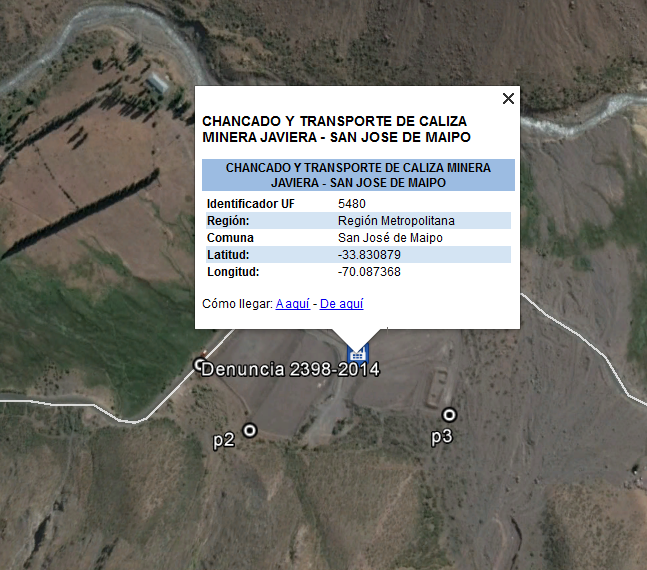 CHANCADO Y TRANSPORTE DE CALIZA
MINERA JAVIERA - SAN JOSE DE MAIPO
CHANCADO Y TRANSPORTE DE CALIZA MINERA
JAVIERA - SAN JOSE DE MAIPO
Identificador UF 5480
Región: Región Metropolitana
Comuna San José de Maipo
Latitud: -33.830879
Longitud: -70.087368
Cómo llegar: A aquí - De aquí
Denuncia 2398-2014
p2
p3